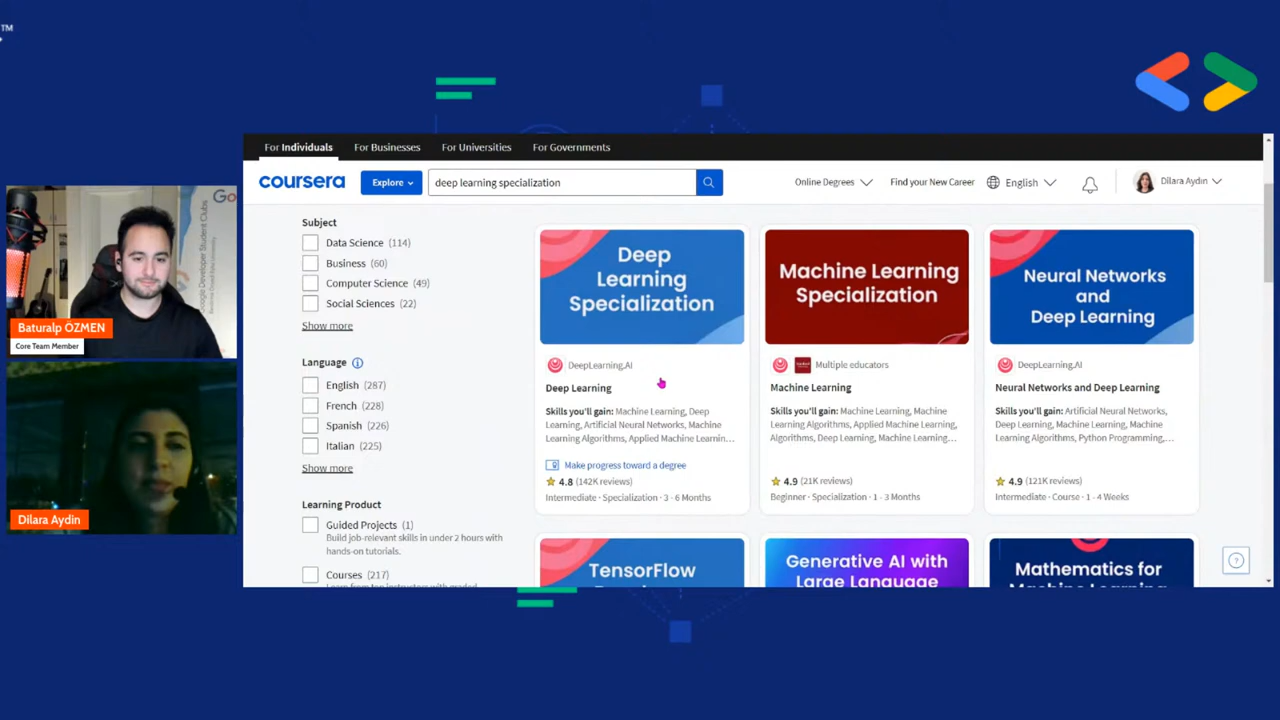 TM
For Individuals
For Businesses
For Universities
For Governments
coursera
Explore
deep learning specialization
Online Degrees
Find your New Career
English
Dilara Aydin
Subject
Data Science (114)
Business (60)
Computer Science (49)
Social Sciences (22)
Show more
Language
English (287)
French (228)
Spanish (226)
Italian (225)
Show more
Learning Product
Guided Projects (1)
Build job-relevant skills in under 2 hours with
hands-on tutorials.
Courses (217)
Deep
Learning
Specialization
DeepLearning.AI
Deep Learning
Skills you'll gain: Machine Learning, Deep
Learning, Artificial Neural Networks, Machine
Learning Algorithms, Applied Machine Learnin...
Make progress toward a degree
4.8 (142K reviews)
Intermediate · Specialization · 3 - 6 Months
Machine Learning
Specialization
Multiple educators
Machine Learning
Skills you'll gain: Machine Learning, Machine
Learning Algorithms, Applied Machine Learning,
Algorithms, Deep Learning, Machine Learning...
4.9 (21K reviews)
Beginner · Specialization · 1 - 3 Months
Neural Networks
and
Deep Learning
DeepLearning.AI
Neural Networks and Deep Learning
Skills you'll gain: Artificial Neural Networks,
Deep Learning, Machine Learning, Machine
Learning Algorithms, Python Programming,...
4.9 (121K reviews)
Intermediate · Course · 1 - 4 Weeks
TensorFlow
Generative AI with
Large Language
Mathematics for
Machine Learning
Goo
Google Developer Student Clubs
Baturalp ÖZMEN
Core Team Member
Dilara Aydin